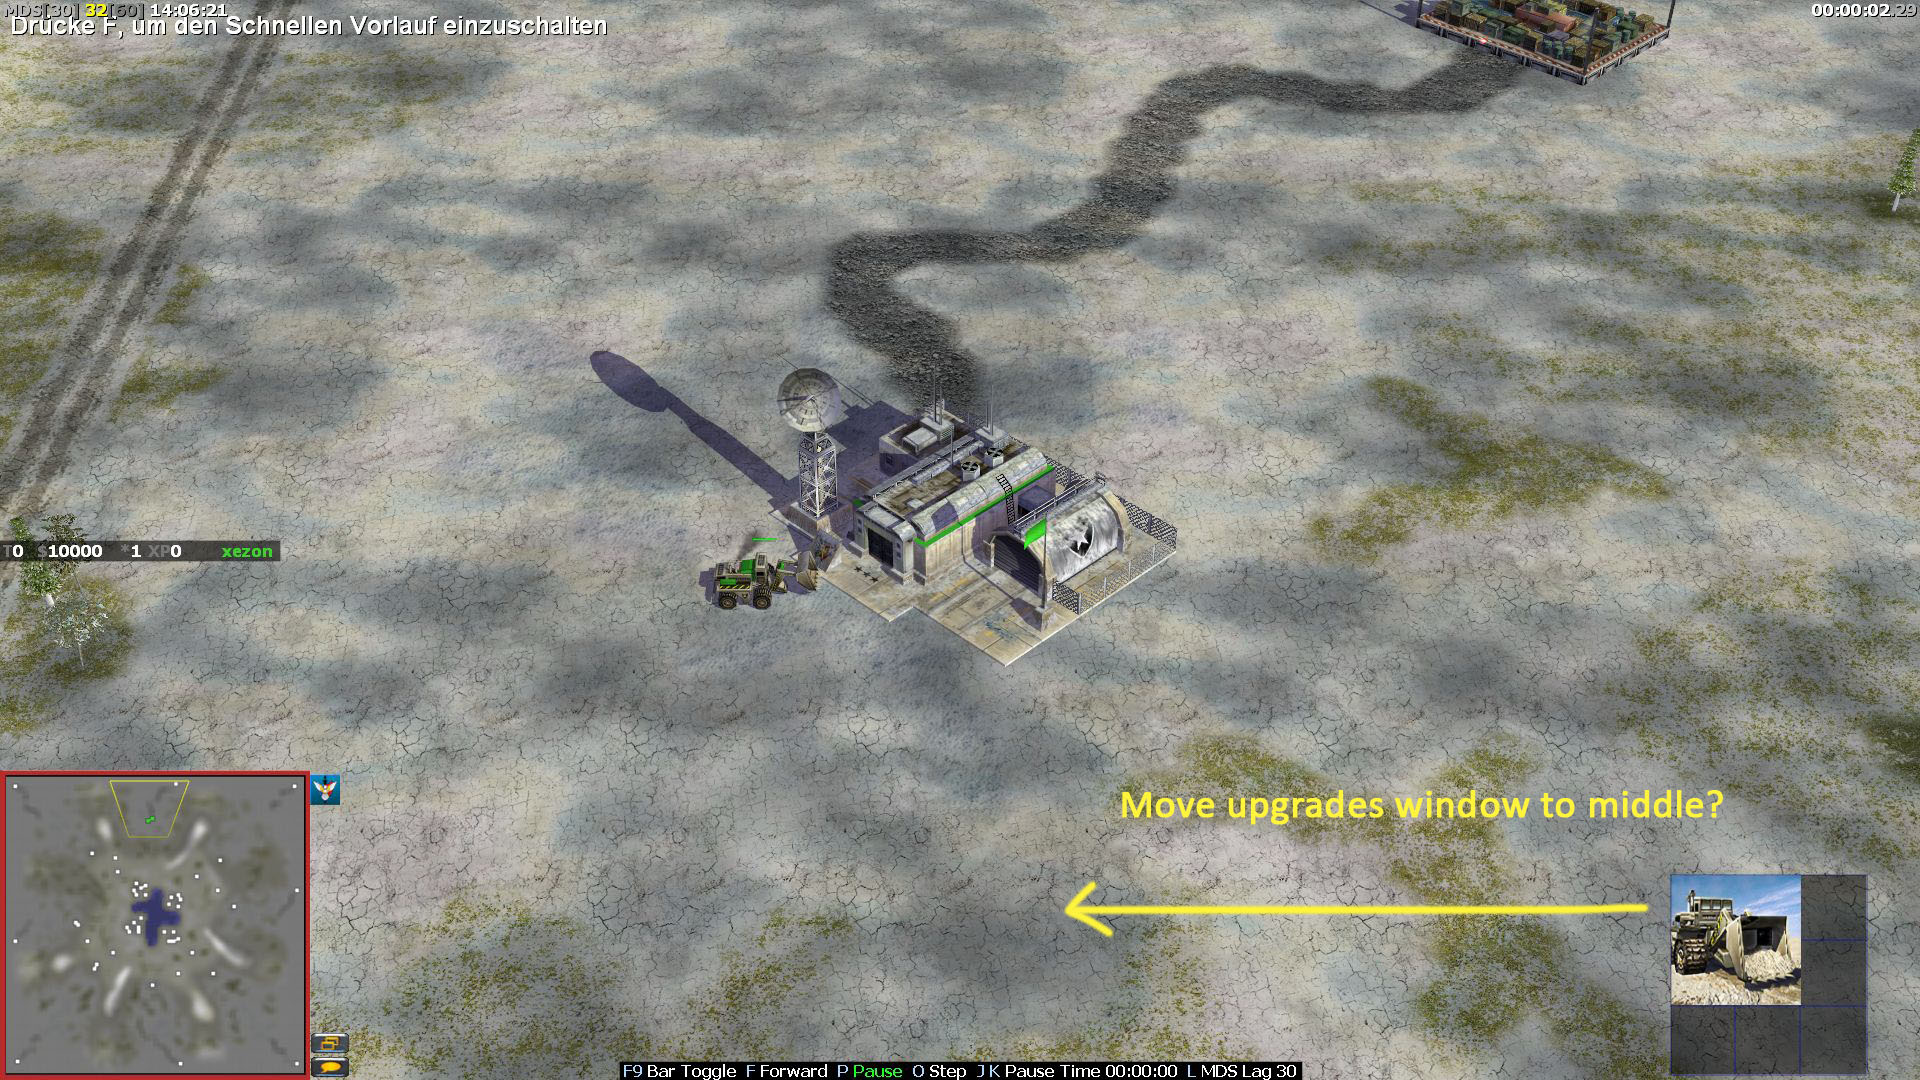 MDS[30] 32[60] 14:06:21
00:00:02.29
Drücke F, um den Schnellen Vorlauf einzuschalten
T0 $10000 *1 XP0 xezon
Move upgrades window to middle?
F9 Bar Toggle F Forward P Pause O Step J K Pause Time 00:00:00 L MDS Lag 30